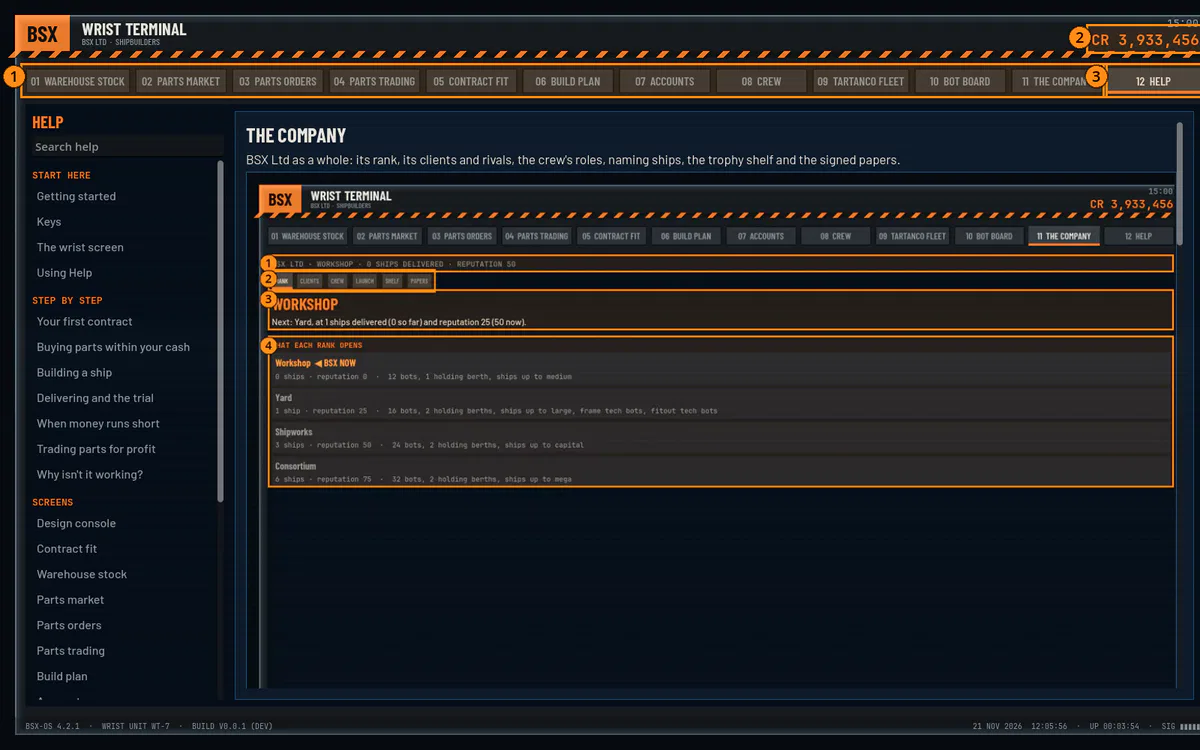 BSX
WRIST TERMINAL
BSX LTD · SHIPBUILDERS
15:00
2
CR 3,933,456
1
01 WAREHOUSE STOCK
02 PARTS MARKET
03 PARTS ORDERS
04 PARTS TRADING
05 CONTRACT FIT
06 BUILD PLAN
07 ACCOUNTS
08 CREW
09 TARTANCO FLEET
10 BOT BOARD
11 THE COMPAN
3
12 HELP
HELP
Search help
START HERE
Getting started
Keys
The wrist screen
Using Help
STEP BY STEP
Your first contract
Buying parts within your cash
Building a ship
Delivering and the trial
When money runs short
Trading parts for profit
Why isn't it working?
SCREENS
Design console
Contract fit
Warehouse stock
Parts market
Parts orders
Parts trading
Build plan
THE COMPANY
BSX Ltd as a whole: its rank, its clients and rivals, the crew's roles, naming ships, the trophy shelf and the signed papers.
BSX
WRIST TERMINAL
BSX LTD · SHIPBUILDERS
15:00
CR 3,933,456
01 WAREHOUSE STOCK
02 PARTS MARKET
03 PARTS ORDERS
04 PARTS TRADING
05 CONTRACT FIT
06 BUILD PLAN
07 ACCOUNTS
08 CREW
09 TARTANCO FLEET
10 BOT BOARD
11 THE COMPANY
12 HELP
1
SX LTD · WORKSHOP · 0 SHIPS DELIVERED · REPUTATION 50
2
ANK
CLIENTS
CREW
LAUNCH
SHELF
PAPERS
3
WORKSHOP
Next: Yard, at 1 ships delivered (0 so far) and reputation 25 (50 now).
4
HAT EACH RANK OPENS
Workshop ◀ BSX NOW
0 ships · reputation 0 · 12 bots, 1 holding berth, ships up to medium
Yard
1 ship · reputation 25 · 16 bots, 2 holding berths, ships up to large, frame tech bots, fitout tech bots
Shipworks
3 ships · reputation 50 · 24 bots, 2 holding berths, ships up to capital
Consortium
6 ships · reputation 75 · 32 bots, 2 holding berths, ships up to mega
BSX-OS 4.2.1 · WRIST UNIT WT-7 · BUILD V0.0.1 (DEV)
21 NOV 2026 12:05:56 · UP 00:03:54 · SIG